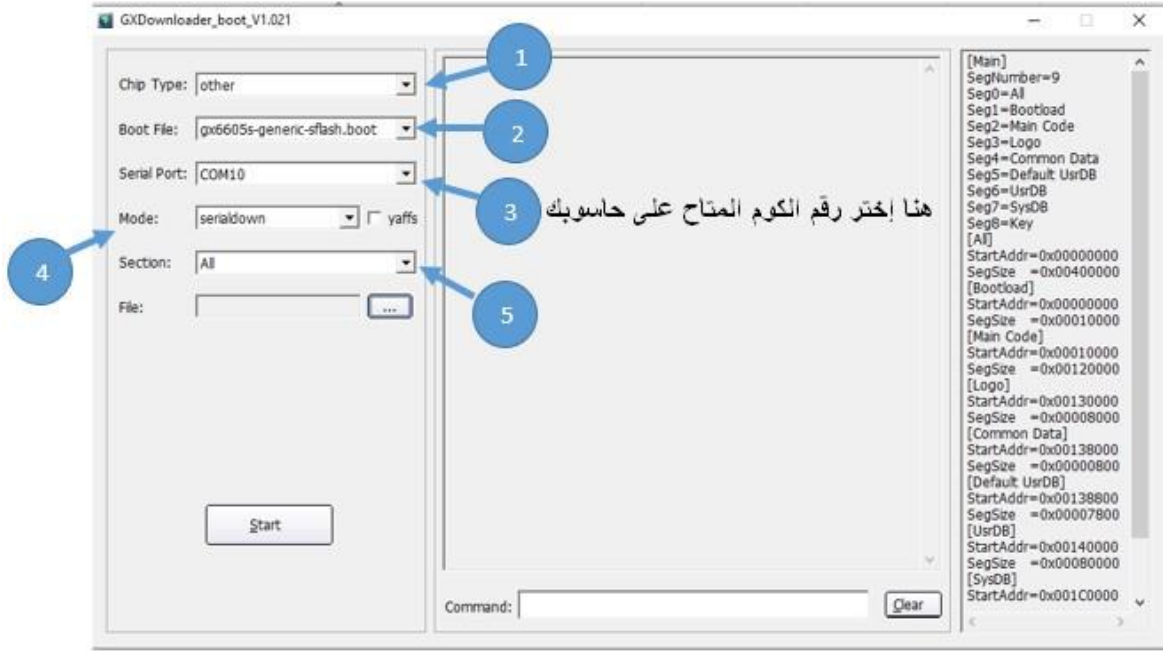 GXDownloader_boot_V1.021
Chip Type: other
1
Boot File: gx6605s-generic-sflash.boot
2
Serial Port: COM10
3
هنا إختر رقم الكوم المتاح على حاسوبك
Mode: serialdown yaffs
4
Section: All
5
File: ...
Start
Command: Clear
[Main]
SegNumber=9
Seg0=All
Seg1=Bootload
Seg2=Main Code
Seg3=Logo
Seg4=Common Data
Seg5=Default UsrDB
Seg6=UsrDB
Seg7=SysDB
Seg8=Key
[All]
StartAddr=0x00000000
SegSize =0x00400000
[Bootload]
StartAddr=0x00000000
SegSize =0x00010000
[Main Code]
StartAddr=0x00010000
SegSize =0x00120000
[Logo]
StartAddr=0x00130000
SegSize =0x00008000
[Common Data]
StartAddr=0x00138000
SegSize =0x00000800
[Default UsrDB]
StartAddr=0x00138800
SegSize =0x00007800
[UsrDB]
StartAddr=0x00140000
SegSize =0x00080000
[SysDB]
StartAddr=0x001C0000